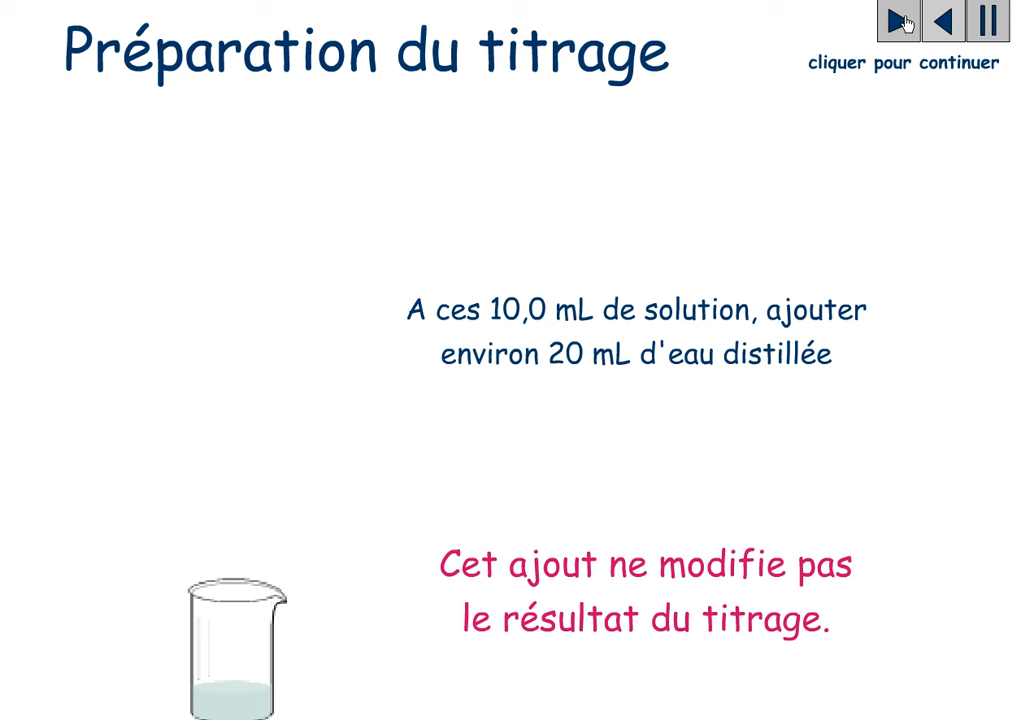 Préparation du titrage
cliquer pour continuer
A ces 10,0 mL de solution, ajouter
environ 20 mL d'eau distillée
Cet ajout ne modifie pas
le résultat du titrage.